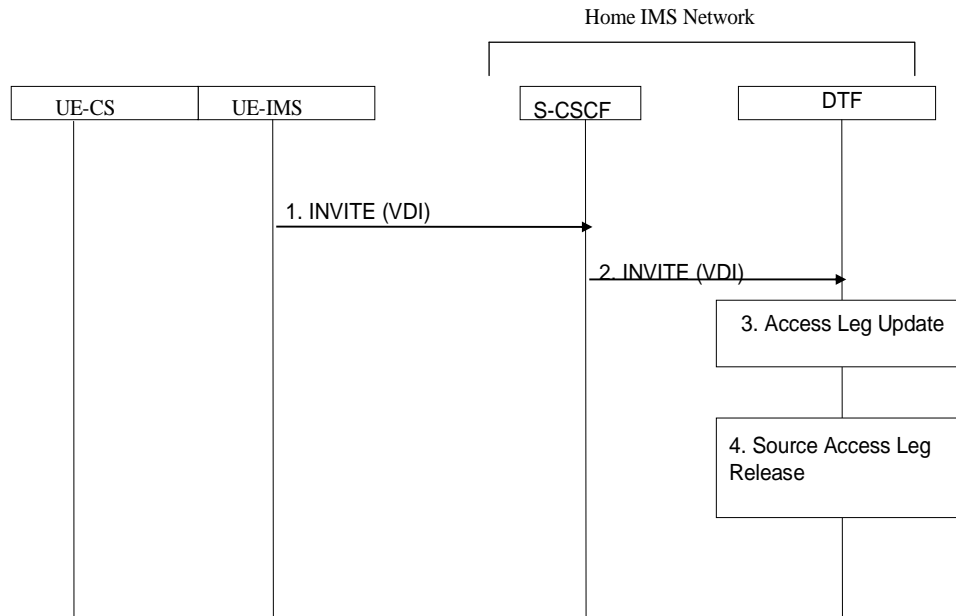 Home IMS Network
UE-CS
UE-IMS
S-CSCF
DTF
1. INVITE (VDI)
2. INVITE (VDI)
3. Access Leg Update
4. Source Access Leg
Release